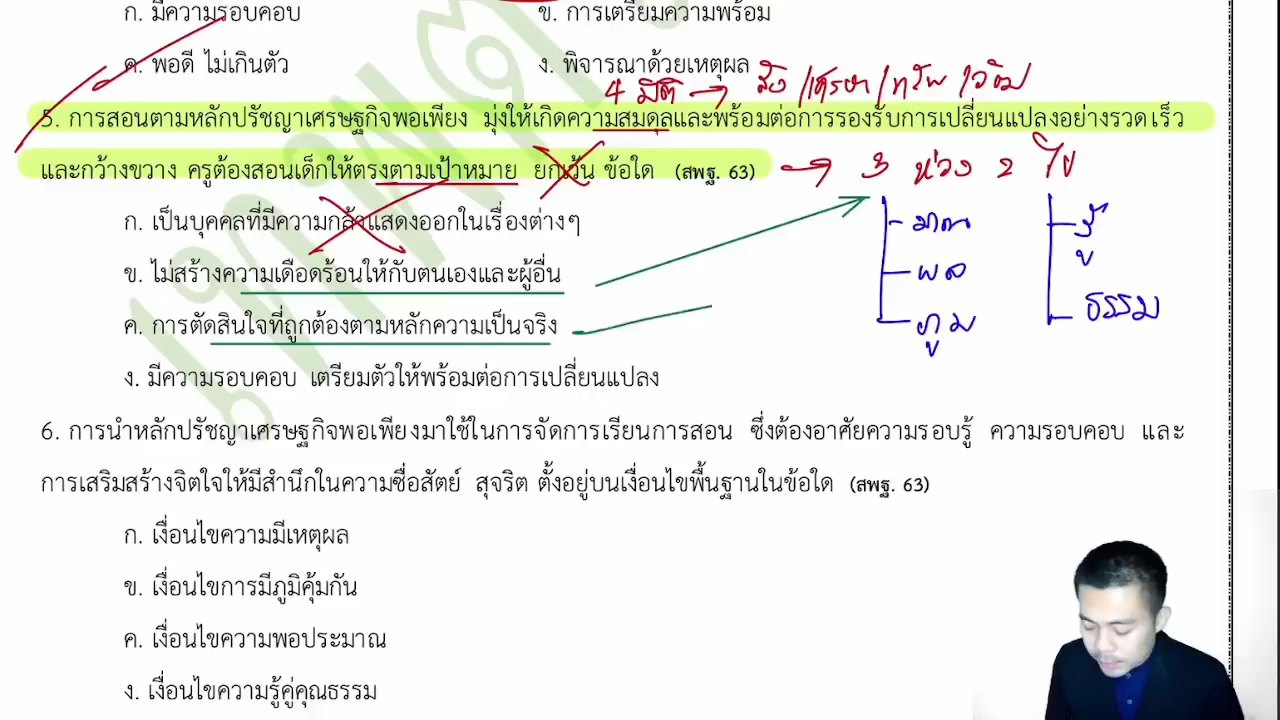 ก. มีความรอบคอบ
ข. การเตรียมความพร้อม
ค. พอดี ไม่เกินตัว
ง. พิจารณาด้วยเหตุผล
4 มิติ
5. การสอนตามหลักปรัชญาเศรษฐกิจพอเพียง มุ่งให้เกิดความสมดุลและพร้อมต่อการรองรับการเปลี่ยนแปลงอย่างรวดเร็ว
และกว้างขวาง ครูต้องสอนเด็กให้ตรงตามเป้าหมาย ยกเว้น ข้อใด (สพฐ. 63)
3 ห่วง 2
ก. เป็นบุคคลที่มีความกล้าแสดงออกในเรื่องต่างๆ
รู้
ข. ไม่สร้างความเดือดร้อนให้กับตนเองและผู้อื่น
ผล
ค. การตัดสินใจที่ถูกต้องตามหลักความเป็นจริง
ภูม
ธรรม
ง. มีความรอบคอบ เตรียมตัวให้พร้อมต่อการเปลี่ยนแปลง
6. การนำหลักปรัชญาเศรษฐกิจพอเพียงมาใช้ในการจัดการเรียนการสอน ซึ่งต้องอาศัยความรอบรู้ ความรอบคอบ และ
การเสริมสร้างจิตใจให้มีสำนึกในความซื่อสัตย์ สุจริต ตั้งอยู่บนเงื่อนไขพื้นฐานในข้อใด (สพฐ. 63)
ก. เงื่อนไขความมีเหตุผล
ข. เงื่อนไขการมีภูมิคุ้มกัน
ค. เงื่อนไขความพอประมาณ
ง. เงื่อนไขความรู้คู่คุณธรรม